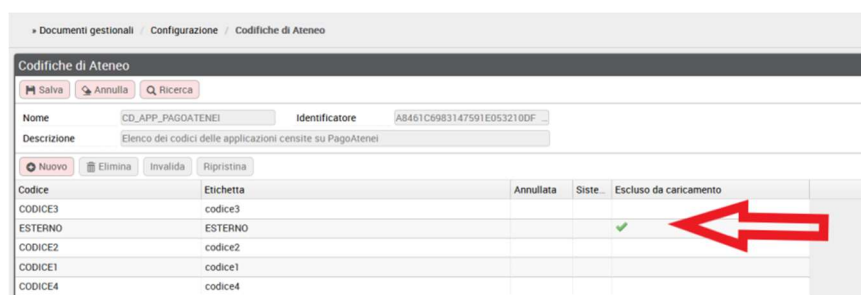 » Documenti gestionali / Configurazione / Codifiche di Ateneo
Codifiche di Ateneo
Salva Annulla Ricerca
Nome CD_APP_PAGOATENEI Identificatore A8461C6983147591E053210DF ...
Descrizione Elenco dei codici delle applicazioni censite su PagoAtenei
Nuovo Elimina Invalida Ripristina
Codice Etichetta Annullata Siste... Escluso da caricamento
CODICE3 codice3
ESTERNO ESTERNO
CODICE2 codice2
CODICE1 codice1
CODICE4 codice4